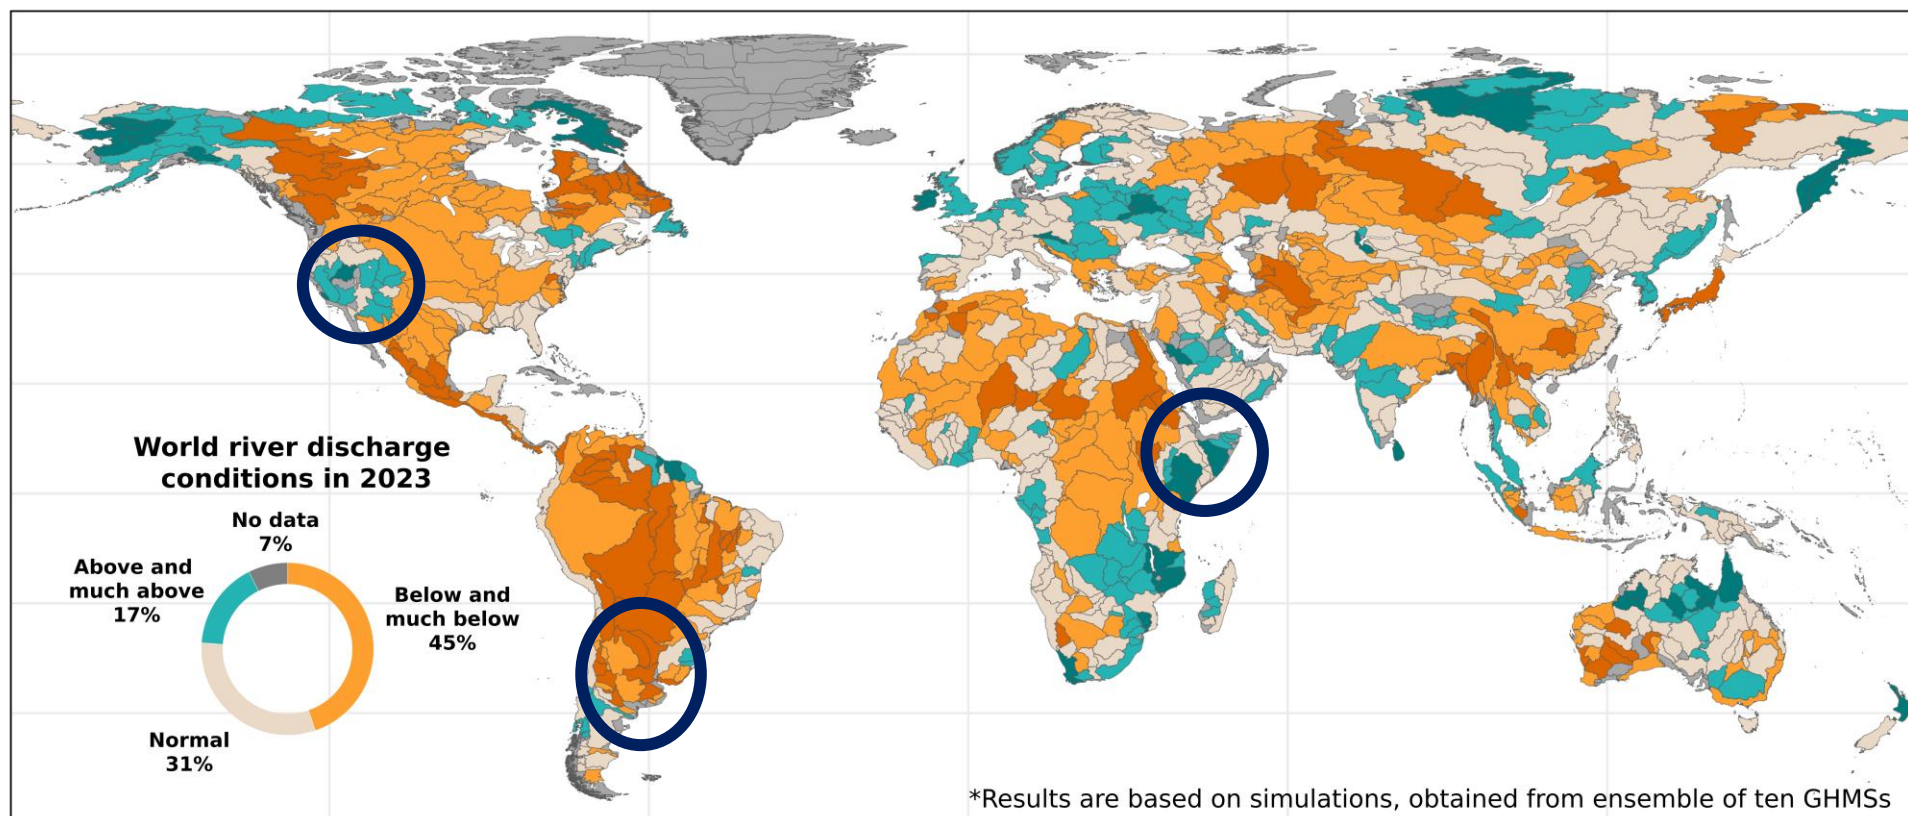 World river discharge
conditions in 2023
No data
7%
Above and
much above
17%
Below and
much below
45%
Normal
31%
*Results are based on simulations, obtained from ensemble of ten GHMSs